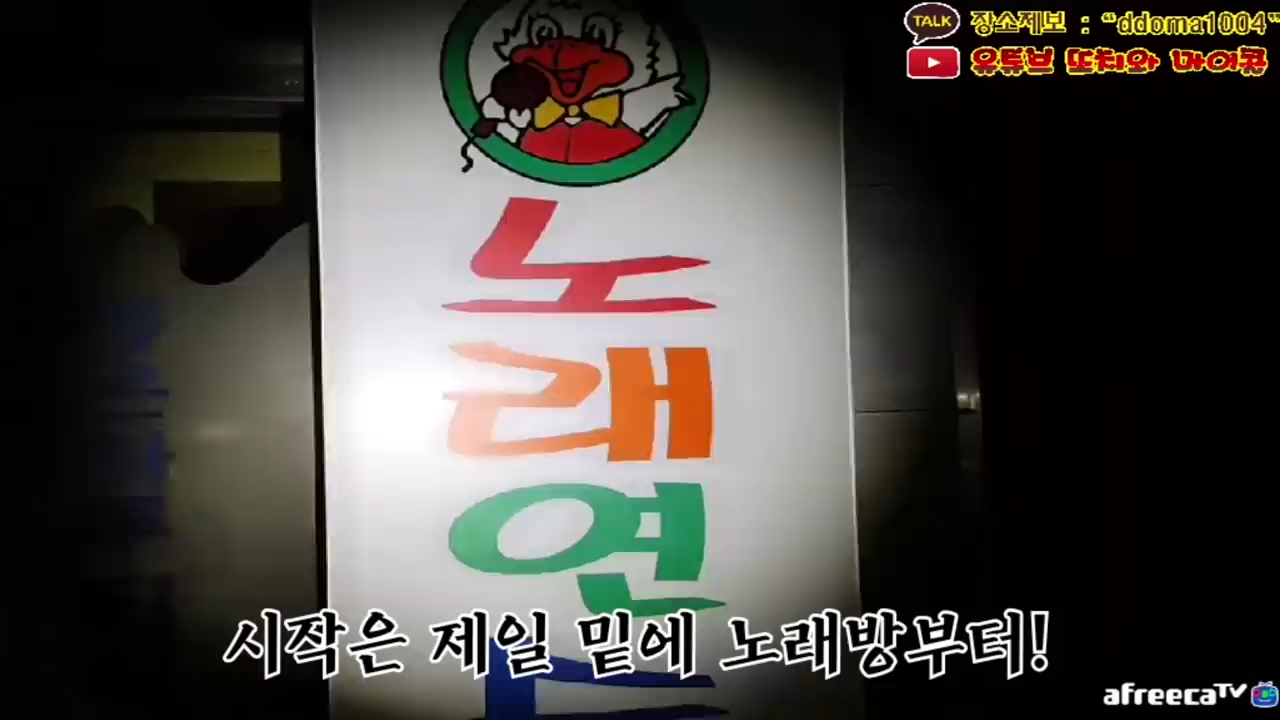 TALK 장소제보 : “ddoma1004”
유튜브 또치와 마이콜
노
래
연
시작은 제일 밑에 노래방부터!
afreecaTV